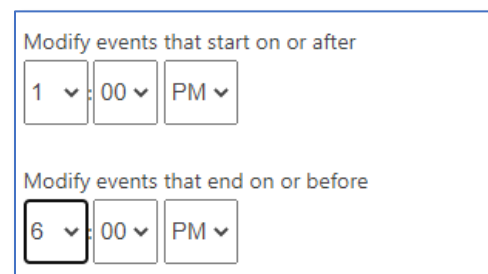 Modify events that start on or after
1 : 00 PM
Modify events that end on or before
6 : 00 PM